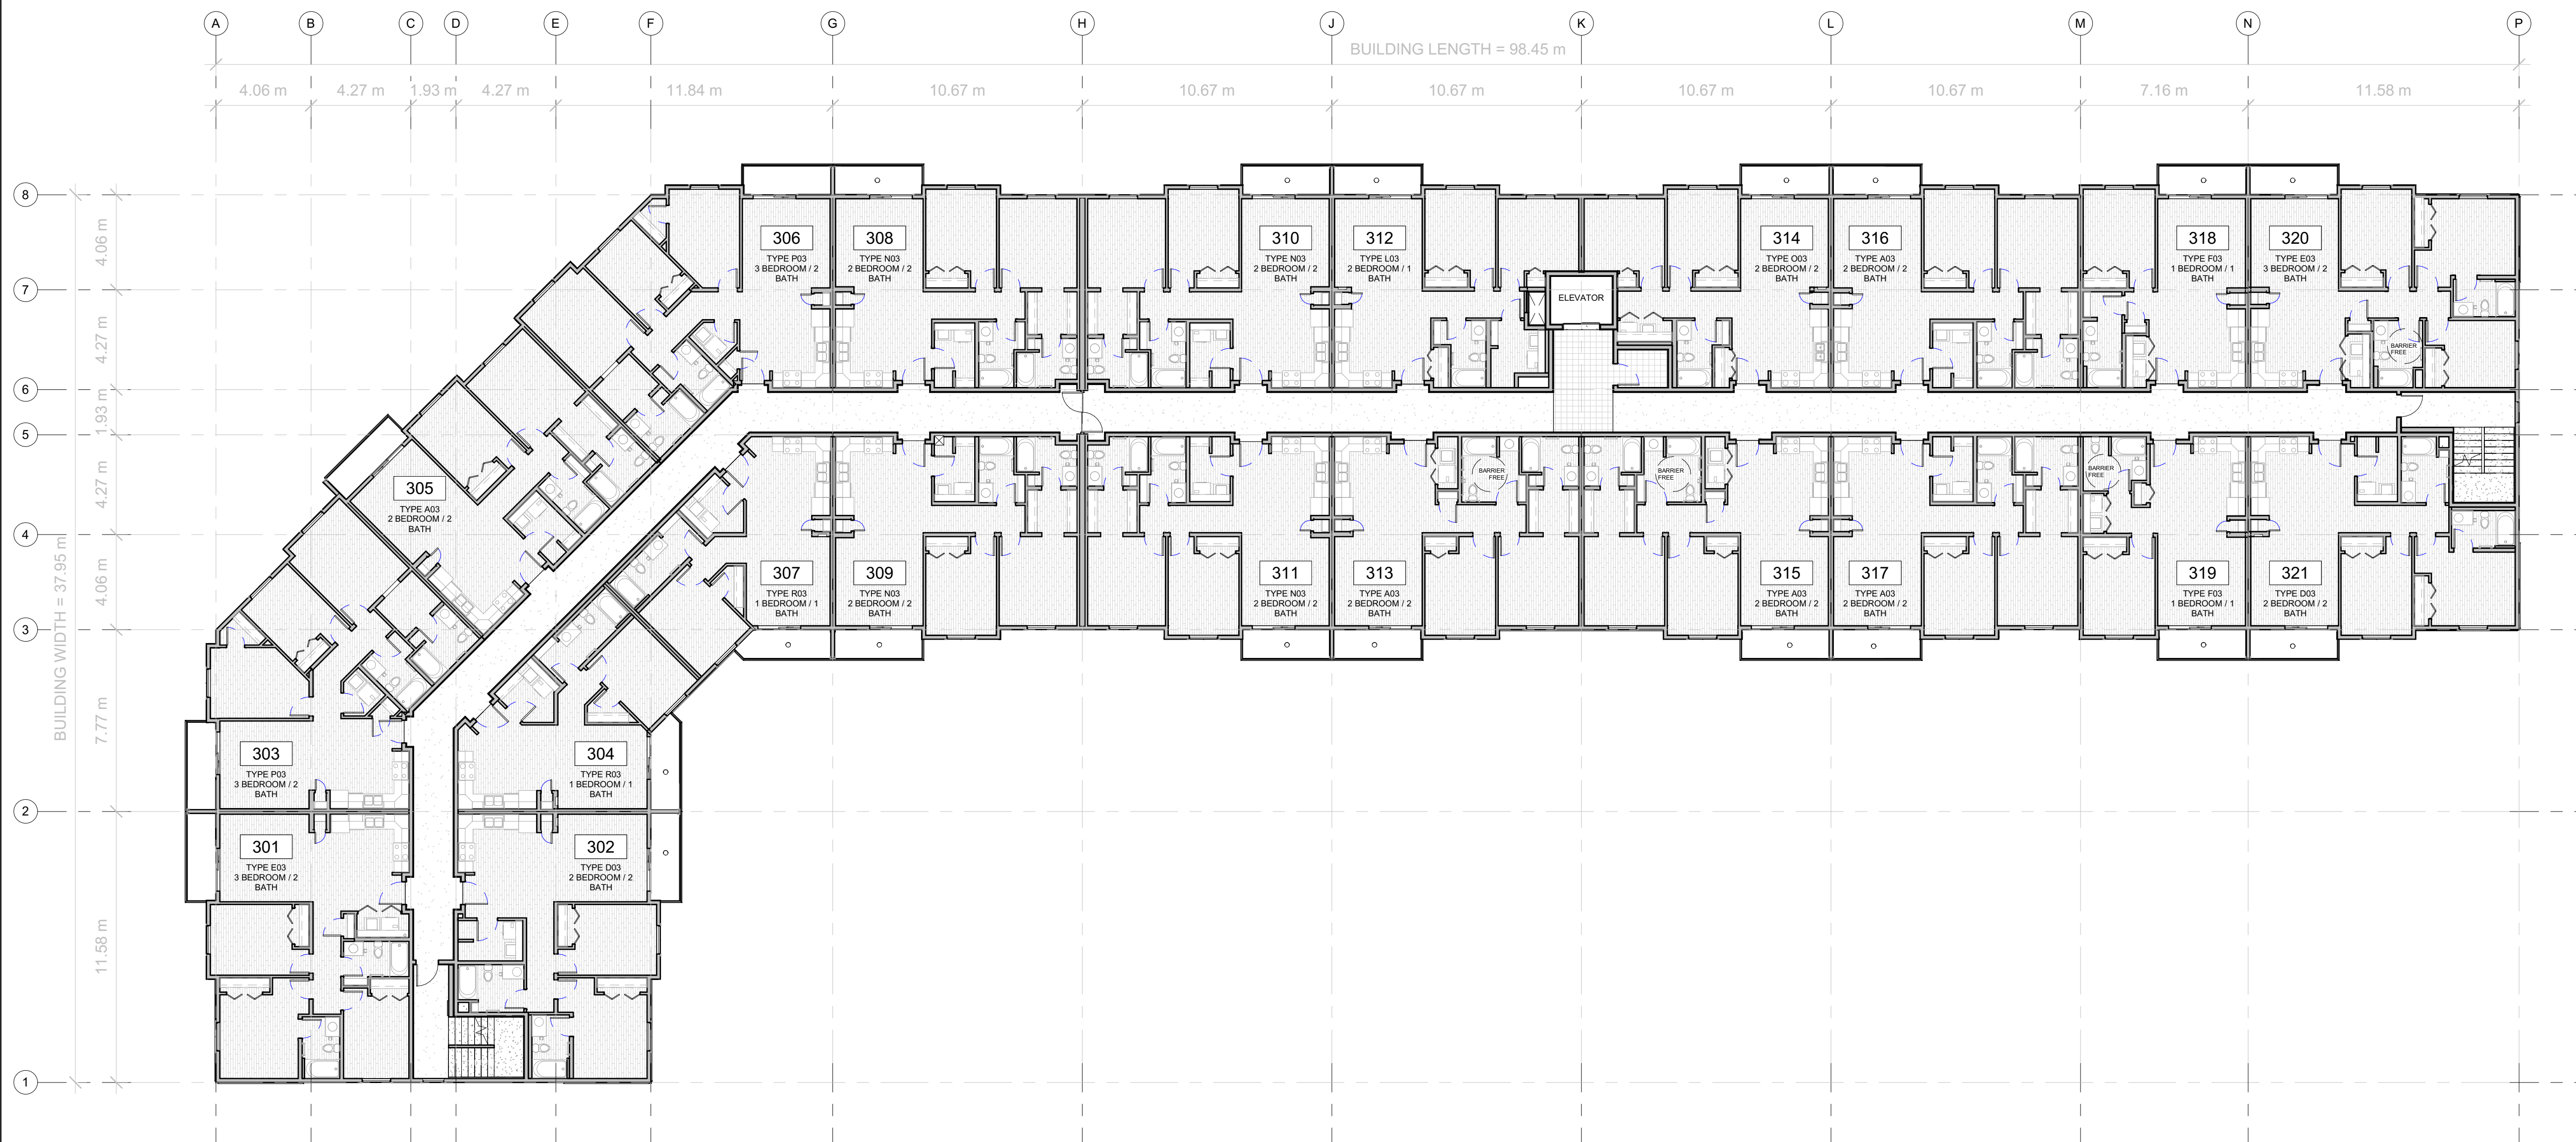 A B C D E F G H J K L M N P
BUILDING LENGTH = 98.45 m
4.06 m 4.27 m 1.93 m 4.27 m 11.84 m 10.67 m 10.67 m 10.67 m 10.67 m 10.67 m 7.16 m 11.58 m
8
7
6
5
4
3
2
1
BUILDING WIDTH = 37.95 m
4.06 m
4.27 m
1.93 m
4.27 m
4.06 m
7.77 m
11.58 m
306
TYPE P03
3 BEDROOM / 2
BATH
308
TYPE N03
2 BEDROOM / 2
BATH
310
TYPE N03
2 BEDROOM / 2
BATH
312
TYPE L03
2 BEDROOM / 1
BATH
ELEVATOR
314
TYPE O03
2 BEDROOM / 2
BATH
316
TYPE A03
2 BEDROOM / 2
BATH
318
TYPE F03
1 BEDROOM / 1
BATH
320
TYPE E03
3 BEDROOM / 2
BATH
BARRIER
FREE
305
TYPE A03
2 BEDROOM / 2
BATH
307
TYPE R03
1 BEDROOM / 1
BATH
309
TYPE N03
2 BEDROOM / 2
BATH
311
TYPE N03
2 BEDROOM / 2
BATH
BARRIER
FREE
313
TYPE A03
2 BEDROOM / 2
BATH
BARRIER
FREE
315
TYPE A03
2 BEDROOM / 2
BATH
317
TYPE A03
2 BEDROOM / 2
BATH
BARRIER
FREE
319
TYPE F03
1 BEDROOM / 1
BATH
321
TYPE D03
2 BEDROOM / 2
BATH
303
TYPE P03
3 BEDROOM / 2
BATH
304
TYPE R03
1 BEDROOM / 1
BATH
301
TYPE E03
3 BEDROOM / 2
BATH
302
TYPE D03
2 BEDROOM / 2
BATH